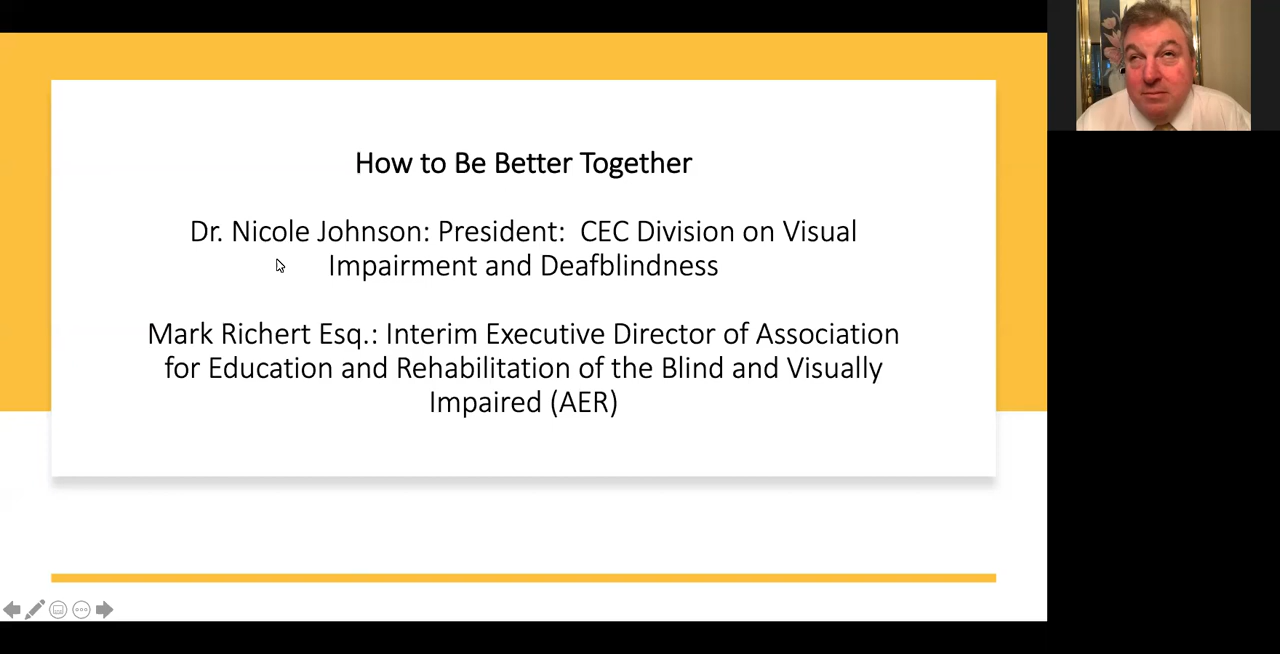 How to Be Better Together
Dr. Nicole Johnson: President:  CEC Division on Visual
Impairment and Deafblindness
Mark Richert Esq.: Interim Executive Director of Association
for Education and Rehabilitation of the Blind and Visually
Impaired (AER)